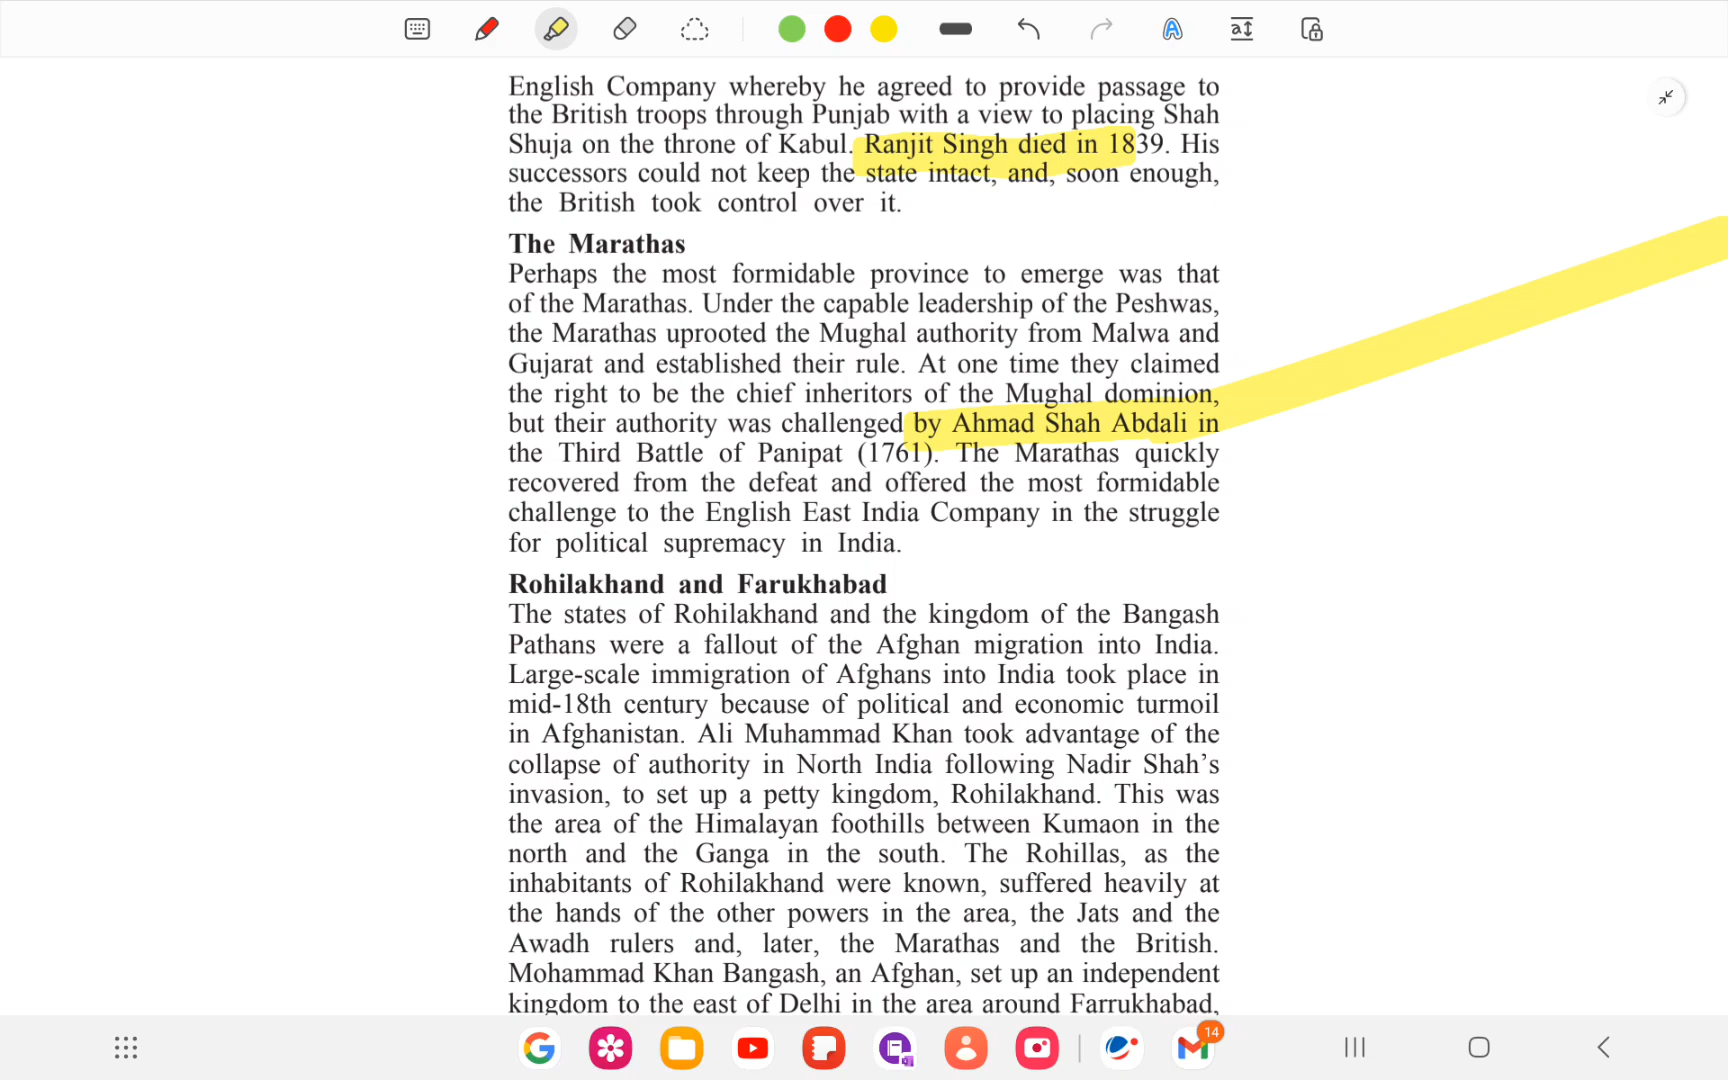 English Company whereby he agreed to provide passage to
the British troops through Punjab with a view to placing Shah
Shuja on the throne of Kabul. Ranjit Singh died in 1839. His
successors could not keep the state intact, and, soon enough,
the British took control over it.
The Marathas
Perhaps the most formidable province to emerge was that
of the Marathas. Under the capable leadership of the Peshwas,
the Marathas uprooted the Mughal authority from Malwa and
Gujarat and established their rule. At one time they claimed
the right to be the chief inheritors of the Mughal dominion,
but their authority was challenged by Ahmad Shah Abdali in
the Third Battle of Panipat (1761). The Marathas quickly
recovered from the defeat and offered the most formidable
challenge to the English East India Company in the struggle
for political supremacy in India.
Rohilakhand and Farukhabad
The states of Rohilakhand and the kingdom of the Bangash
Pathans were a fallout of the Afghan migration into India.
Large-scale immigration of Afghans into India took place in
mid-18th century because of political and economic turmoil
in Afghanistan. Ali Muhammad Khan took advantage of the
collapse of authority in North India following Nadir Shah’s
invasion, to set up a petty kingdom, Rohilakhand. This was
the area of the Himalayan foothills between Kumaon in the
north and the Ganga in the south. The Rohillas, as the
inhabitants of Rohilakhand were known, suffered heavily at
the hands of the other powers in the area, the Jats and the
Awadh rulers and, later, the Marathas and the British.
Mohammad Khan Bangash, an Afghan, set up an independent
kingdom to the east of Delhi in the area around Farrukhabad,
14